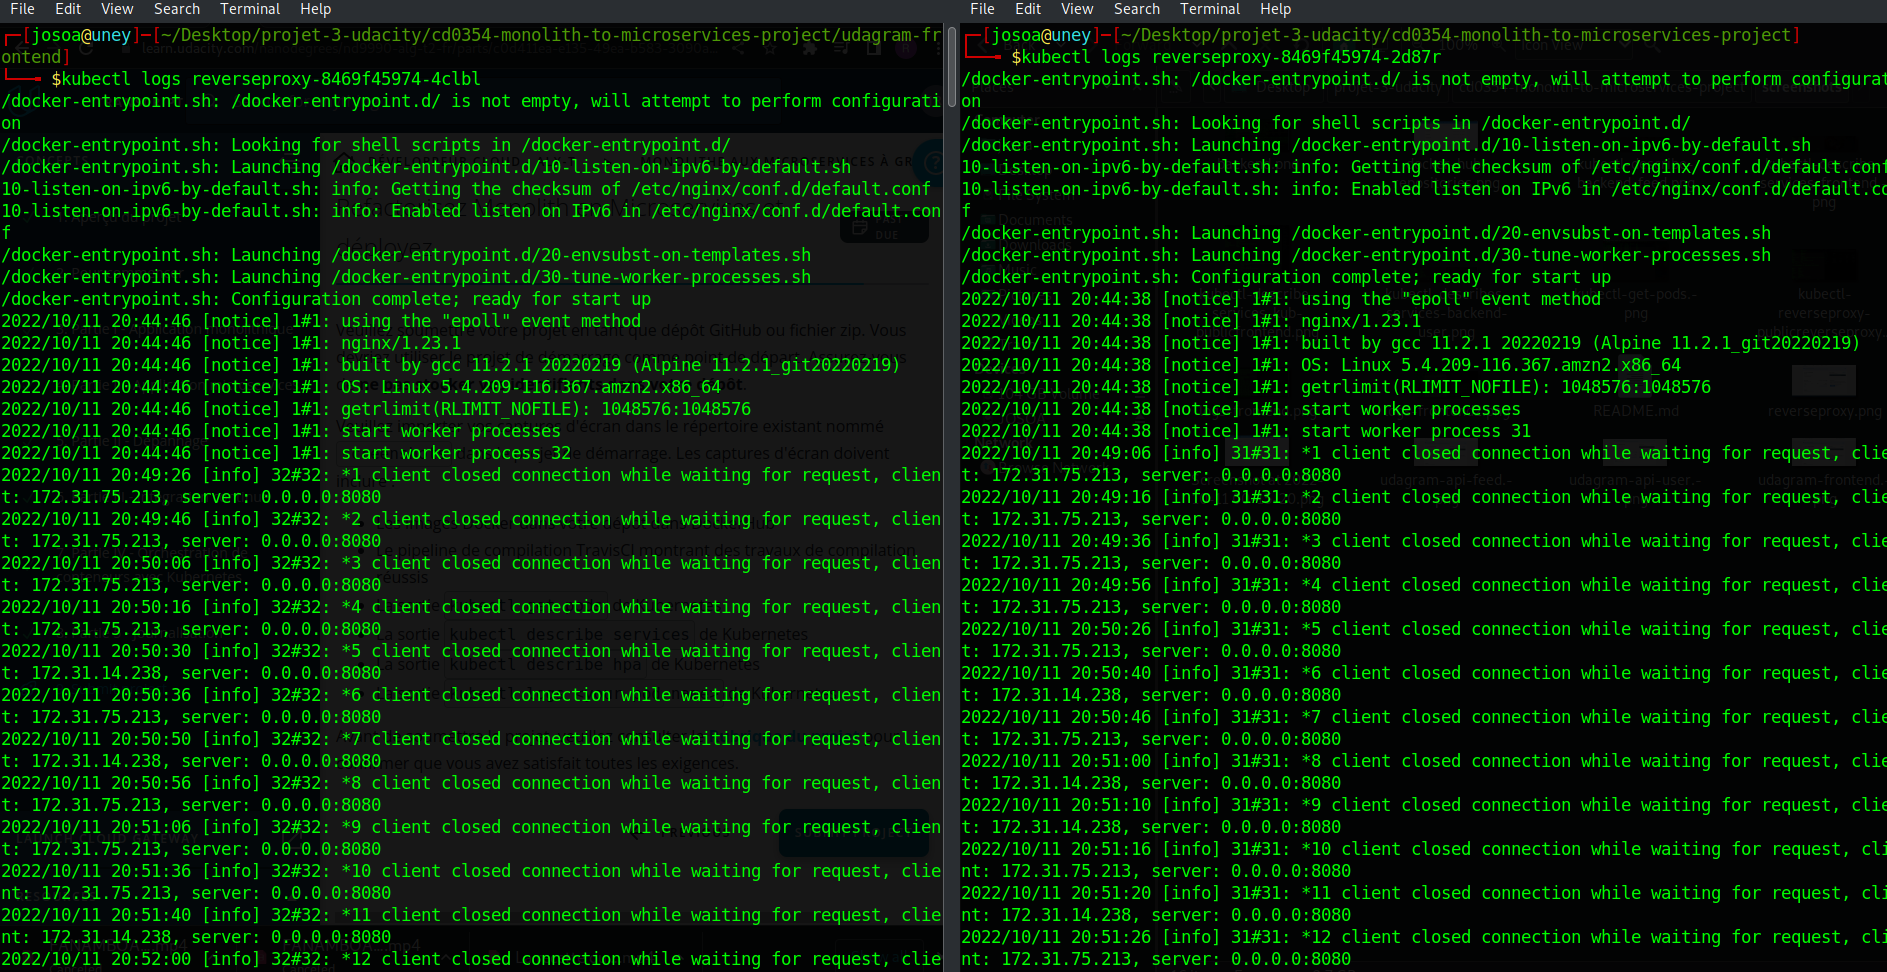 File Edit View Search Terminal Help
┌─[josoa@uney]─[~/Desktop/projet-3-udacity/cd0354-monolith-to-microservices-project/udagram-fr
ontend]
└──╼ $kubectl logs reverseproxy-8469f45974-4clbl
/docker-entrypoint.sh: /docker-entrypoint.d/ is not empty, will attempt to perform configurati
on
/docker-entrypoint.sh: Looking for shell scripts in /docker-entrypoint.d/
/docker-entrypoint.sh: Launching /docker-entrypoint.d/10-listen-on-ipv6-by-default.sh
10-listen-on-ipv6-by-default.sh: info: Getting the checksum of /etc/nginx/conf.d/default.conf
10-listen-on-ipv6-by-default.sh: info: Enabled listen on IPv6 in /etc/nginx/conf.d/default.con
f
/docker-entrypoint.sh: Launching /docker-entrypoint.d/20-envsubst-on-templates.sh
/docker-entrypoint.sh: Launching /docker-entrypoint.d/30-tune-worker-processes.sh
/docker-entrypoint.sh: Configuration complete; ready for start up
2022/10/11 20:44:46 [notice] 1#1: using the "epoll" event method
2022/10/11 20:44:46 [notice] 1#1: nginx/1.23.1
2022/10/11 20:44:46 [notice] 1#1: built by gcc 11.2.1 20220219 (Alpine 11.2.1_git20220219)
2022/10/11 20:44:46 [notice] 1#1: OS: Linux 5.4.209-116.367.amzn2.x86_64
2022/10/11 20:44:46 [notice] 1#1: getrlimit(RLIMIT_NOFILE): 1048576:1048576
2022/10/11 20:44:46 [notice] 1#1: start worker processes
2022/10/11 20:44:46 [notice] 1#1: start worker process 32
2022/10/11 20:49:26 [info] 32#32: *1 client closed connection while waiting for request, clien
t: 172.31.75.213, server: 0.0.0.0:8080
2022/10/11 20:49:46 [info] 32#32: *2 client closed connection while waiting for request, clien
t: 172.31.75.213, server: 0.0.0.0:8080
2022/10/11 20:50:06 [info] 32#32: *3 client closed connection while waiting for request, clien
t: 172.31.75.213, server: 0.0.0.0:8080
2022/10/11 20:50:16 [info] 32#32: *4 client closed connection while waiting for request, clien
t: 172.31.75.213, server: 0.0.0.0:8080
2022/10/11 20:50:30 [info] 32#32: *5 client closed connection while waiting for request, clien
t: 172.31.14.238, server: 0.0.0.0:8080
2022/10/11 20:50:36 [info] 32#32: *6 client closed connection while waiting for request, clien
t: 172.31.75.213, server: 0.0.0.0:8080
2022/10/11 20:50:50 [info] 32#32: *7 client closed connection while waiting for request, clien
t: 172.31.14.238, server: 0.0.0.0:8080
2022/10/11 20:50:56 [info] 32#32: *8 client closed connection while waiting for request, clien
t: 172.31.75.213, server: 0.0.0.0:8080
2022/10/11 20:51:06 [info] 32#32: *9 client closed connection while waiting for request, clien
t: 172.31.75.213, server: 0.0.0.0:8080
2022/10/11 20:51:36 [info] 32#32: *10 client closed connection while waiting for request, clie
nt: 172.31.75.213, server: 0.0.0.0:8080
2022/10/11 20:51:40 [info] 32#32: *11 client closed connection while waiting for request, clie
nt: 172.31.14.238, server: 0.0.0.0:8080
2022/10/11 20:52:00 [info] 32#32: *12 client closed connection while waiting for request, clie
File Edit View Search Terminal Help
┌─[josoa@uney]─[~/Desktop/projet-3-udacity/cd0354-monolith-to-microservices-project]
└──╼ $kubectl logs reverseproxy-8469f45974-2d87r
/docker-entrypoint.sh: /docker-entrypoint.d/ is not empty, will attempt to perform configurat
on
/docker-entrypoint.sh: Looking for shell scripts in /docker-entrypoint.d/
/docker-entrypoint.sh: Launching /docker-entrypoint.d/10-listen-on-ipv6-by-default.sh
10-listen-on-ipv6-by-default.sh: info: Getting the checksum of /etc/nginx/conf.d/default.conf
10-listen-on-ipv6-by-default.sh: info: Enabled listen on IPv6 in /etc/nginx/conf.d/default.co
f
/docker-entrypoint.sh: Launching /docker-entrypoint.d/20-envsubst-on-templates.sh
/docker-entrypoint.sh: Launching /docker-entrypoint.d/30-tune-worker-processes.sh
/docker-entrypoint.sh: Configuration complete; ready for start up
2022/10/11 20:44:38 [notice] 1#1: using the "epoll" event method
2022/10/11 20:44:38 [notice] 1#1: nginx/1.23.1
2022/10/11 20:44:38 [notice] 1#1: built by gcc 11.2.1 20220219 (Alpine 11.2.1_git20220219)
2022/10/11 20:44:38 [notice] 1#1: OS: Linux 5.4.209-116.367.amzn2.x86_64
2022/10/11 20:44:38 [notice] 1#1: getrlimit(RLIMIT_NOFILE): 1048576:1048576
2022/10/11 20:44:38 [notice] 1#1: start worker processes
2022/10/11 20:44:38 [notice] 1#1: start worker process 31
2022/10/11 20:49:06 [info] 31#31: *1 client closed connection while waiting for request, clie
t: 172.31.75.213, server: 0.0.0.0:8080
2022/10/11 20:49:16 [info] 31#31: *2 client closed connection while waiting for request, clie
t: 172.31.75.213, server: 0.0.0.0:8080
2022/10/11 20:49:36 [info] 31#31: *3 client closed connection while waiting for request, clie
t: 172.31.75.213, server: 0.0.0.0:8080
2022/10/11 20:49:56 [info] 31#31: *4 client closed connection while waiting for request, clie
t: 172.31.75.213, server: 0.0.0.0:8080
2022/10/11 20:50:26 [info] 31#31: *5 client closed connection while waiting for request, clie
t: 172.31.75.213, server: 0.0.0.0:8080
2022/10/11 20:50:40 [info] 31#31: *6 client closed connection while waiting for request, clie
t: 172.31.14.238, server: 0.0.0.0:8080
2022/10/11 20:50:46 [info] 31#31: *7 client closed connection while waiting for request, clie
t: 172.31.75.213, server: 0.0.0.0:8080
2022/10/11 20:51:00 [info] 31#31: *8 client closed connection while waiting for request, clie
t: 172.31.14.238, server: 0.0.0.0:8080
2022/10/11 20:51:10 [info] 31#31: *9 client closed connection while waiting for request, clie
t: 172.31.14.238, server: 0.0.0.0:8080
2022/10/11 20:51:16 [info] 31#31: *10 client closed connection while waiting for request, cli
nt: 172.31.75.213, server: 0.0.0.0:8080
2022/10/11 20:51:20 [info] 31#31: *11 client closed connection while waiting for request, cli
nt: 172.31.14.238, server: 0.0.0.0:8080
2022/10/11 20:51:26 [info] 31#31: *12 client closed connection while waiting for request, cli
nt: 172.31.75.213, server: 0.0.0.0:8080